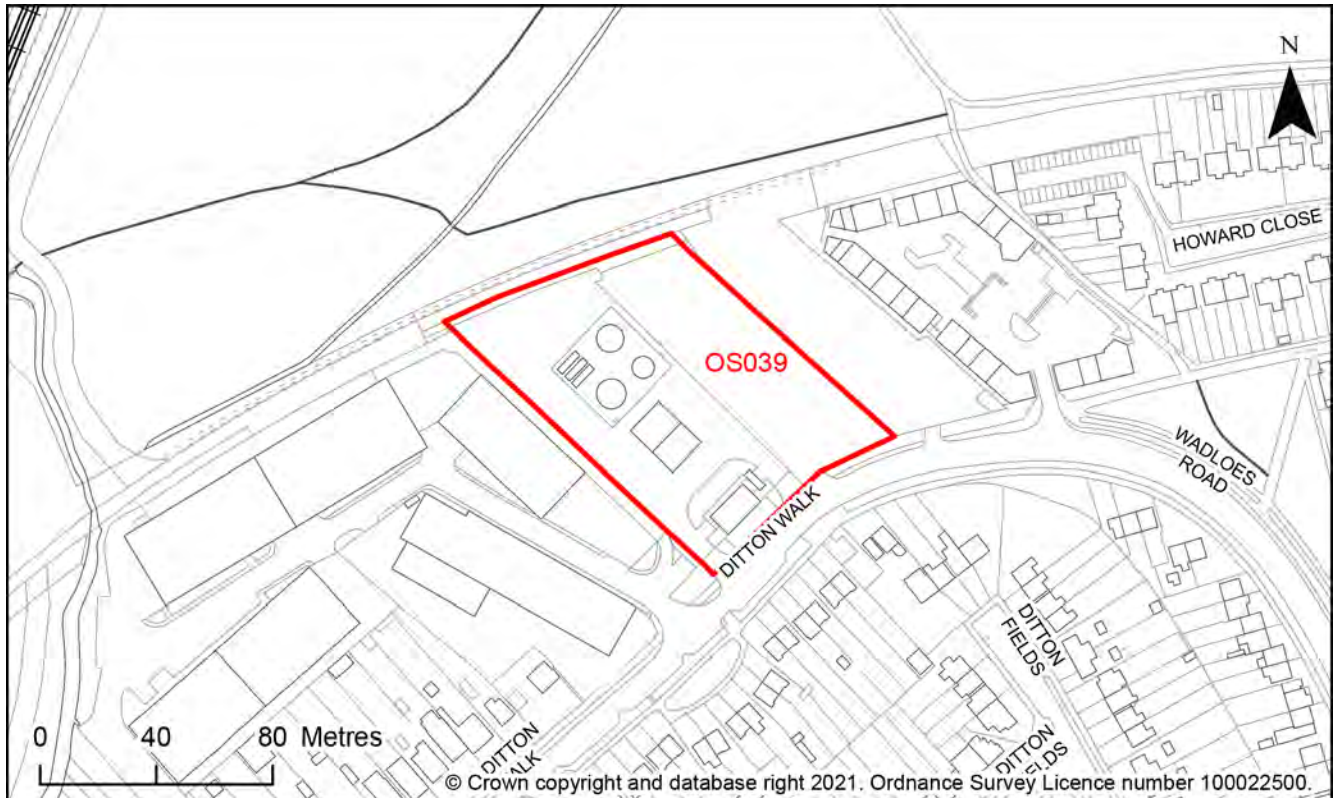 N
HOWARD CLOSE
OS039
WADLOES
ROAD
DITTON WALK
DITTON
FIELDS
DITTON
WALK
DITTON
FIELDS
0 40 80 Metres
© Crown copyright and database right 2021. Ordnance Survey Licence number 100022500.